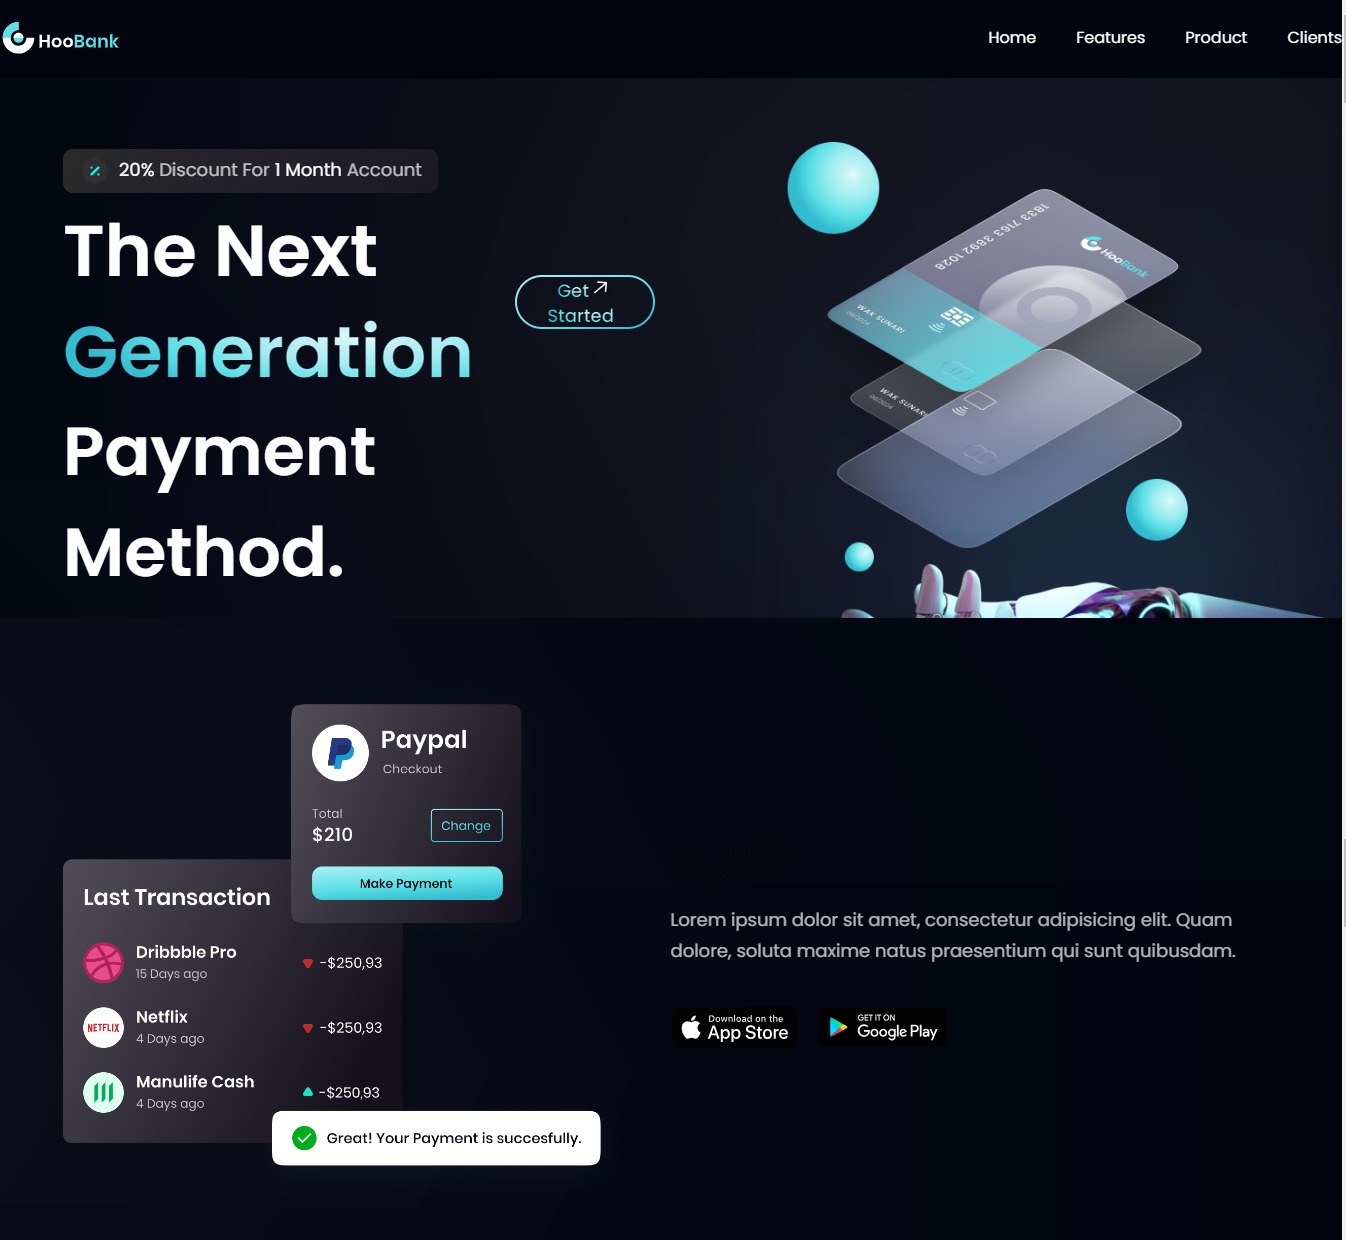 HooBank
Home Features Product Clients
20% Discount For 1 Month Account
The Next
Generation
Payment
Method.
Get
Started
1833 7163 3892 1028
HooBank
WAK SUNARI
06/2024
WAK SUNARI
06/2024
Paypal
Checkout
Total
$210
Change
Make Payment
Last Transaction
Dribbble Pro
15 Days ago
-$250,93
NETFLIX
Netflix
4 Days ago
-$250,93
Manulife Cash
4 Days ago
-$250,93
Great! Your Payment is succesfully.
Lorem ipsum dolor sit amet, consectetur adipisicing elit. Quam
dolore, soluta maxime natus praesentium qui sunt quibusdam.
Download on the
App Store
GET IT ON
Google Play